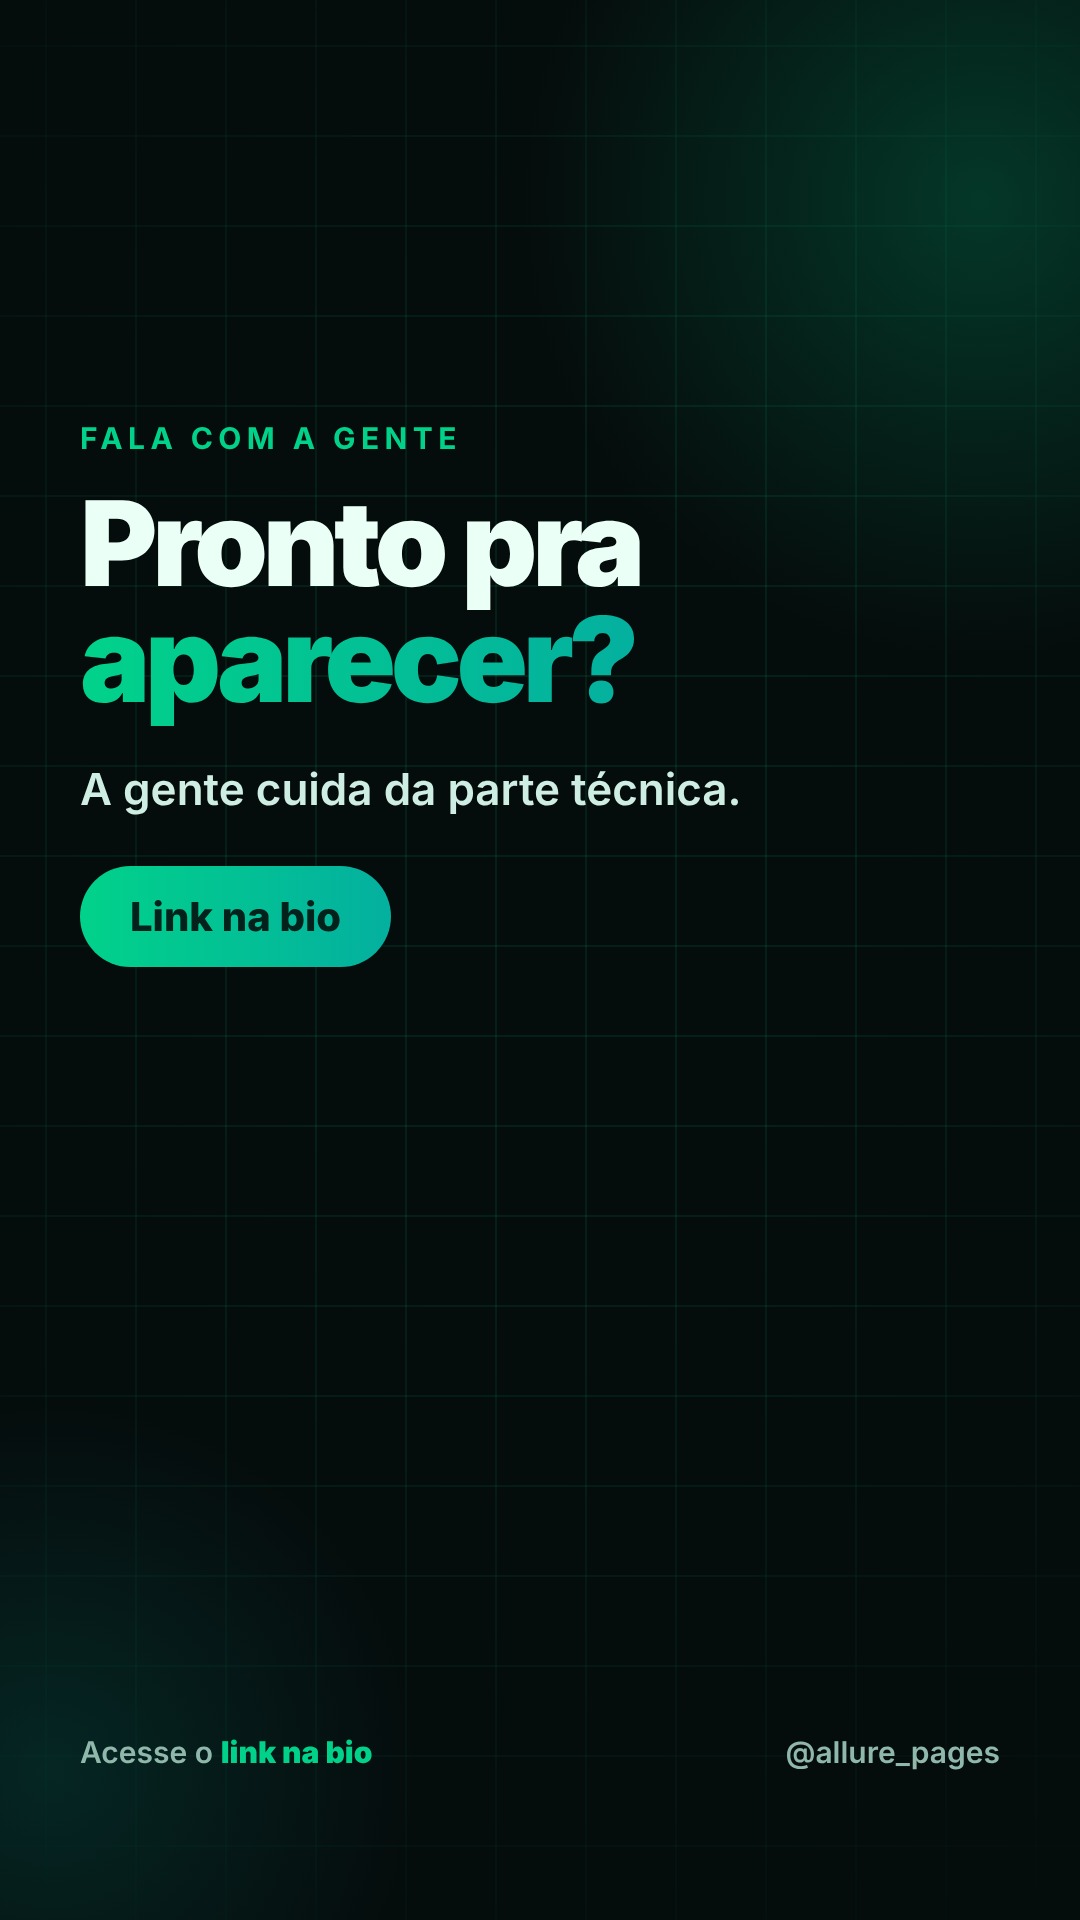 FALA COM A GENTE
Pronto pra
aparecer?
A gente cuida da parte técnica.
Link na bio
Acesse o link na bio
@allure_pages